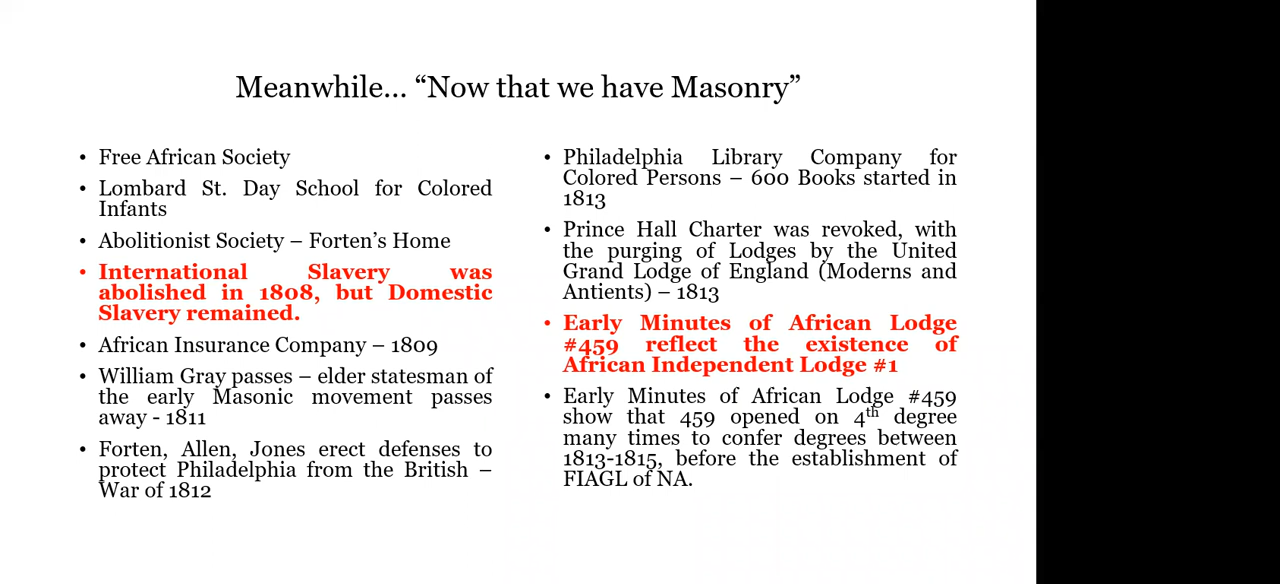 Meanwhile... “Now that we have Masonry”
• Free African Society
• Lombard St. Day School for Colored
Infants
• Abolitionist Society – Forten’s Home
• International Slavery was
abolished in 1808, but Domestic
Slavery remained.
• African Insurance Company – 1809
• William Gray passes – elder statesman of
the early Masonic movement passes
away - 1811
• Forten, Allen, Jones erect defenses to
protect Philadelphia from the British –
War of 1812
• Philadelphia Library Company for
Colored Persons – 600 Books started in
1813
• Prince Hall Charter was revoked, with
the purging of Lodges by the United
Grand Lodge of England (Moderns and
Antients) – 1813
• Early Minutes of African Lodge
#459 reflect the existence of
African Independent Lodge #1
• Early Minutes of African Lodge #459
show that 459 opened on 4th degree
many times to confer degrees between
1813-1815, before the establishment of
FIAGL of NA.